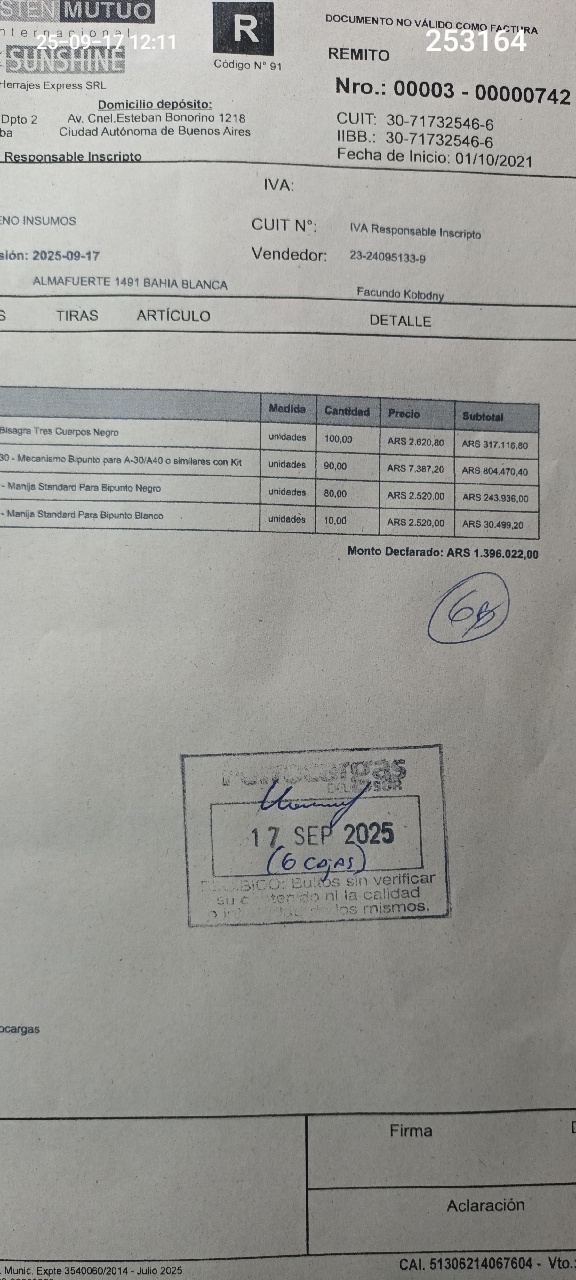 STEN MUTUO
nternacional
25-09-17 12:11
SUNSHINE
Herrajes Express SRL
Domicilio depósito:
Dpto 2
Av. Cnel.Esteban Bonorino 1218
ba
Ciudad Autónoma de Buenos Aires
Responsable Inscripto
R
Código N° 91
DOCUMENTO NO VÁLIDO COMO FACTURA
253164
REMITO
Nro.: 00003 - 00000742
CUIT: 30-71732546-6
IIBB.: 30-71732546-6
Fecha de Inicio: 01/10/2021
IVA:
ENO INSUMOS
CUIT N°:
IVA Responsable Inscripto
sión: 2025-09-17
Vendedor:
23-24095133-9
ALMAFUERTE 1491 BAHIA BLANCA
Facundo Kolodny
S TIRAS ARTÍCULO DETALLE
Medida Cantidad Precio Subtotal
Bisagra Tres Cuerpos Negro unidades 100,00 ARS 2.620,80 ARS 317.116,80
30 - Mecanismo Bipunto para A-30/A40 o similares con Kit unidades 90,00 ARS 7.387,20 ARS 804.470,40
- Manija Standard Para Bipunto Negro unidades 80,00 ARS 2.520,00 ARS 243.936,00
- Manija Standard Para Bipunto Blanco unidades 10,00 ARS 2.520,00 ARS 30.499,20
Monto Declarado: ARS 1.396.022,00
DEL SUR
17 SEP 2025
(6 CAJAS)
Bultos sin verificar
su contenido ni la calidad
los mismos.
ocargas
Firma
Aclaración
. Munic. Expte 3540060/2014 - Julio 2025
CAI. 51306214067604 - Vto.: